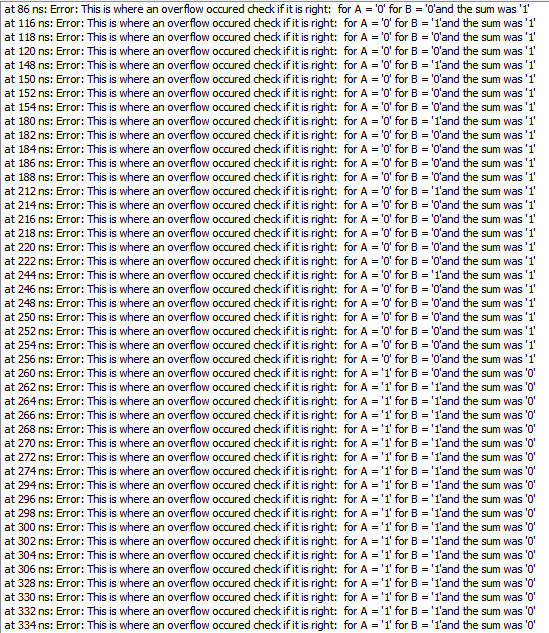 at 86 ns: Error: This is where an overflow occured check if it is right:  for A = '0' for B = '0'and the sum was '1'
at 116 ns: Error: This is where an overflow occured check if it is right:  for A = '0' for B = '1'and the sum was '1'
at 118 ns: Error: This is where an overflow occured check if it is right:  for A = '0' for B = '0'and the sum was '1'
at 120 ns: Error: This is where an overflow occured check if it is right:  for A = '0' for B = '0'and the sum was '1'
at 148 ns: Error: This is where an overflow occured check if it is right:  for A = '0' for B = '1'and the sum was '1'
at 150 ns: Error: This is where an overflow occured check if it is right:  for A = '0' for B = '0'and the sum was '1'
at 152 ns: Error: This is where an overflow occured check if it is right:  for A = '0' for B = '0'and the sum was '1'
at 154 ns: Error: This is where an overflow occured check if it is right:  for A = '0' for B = '0'and the sum was '1'
at 180 ns: Error: This is where an overflow occured check if it is right:  for A = '0' for B = '1'and the sum was '1'
at 182 ns: Error: This is where an overflow occured check if it is right:  for A = '0' for B = '0'and the sum was '1'
at 184 ns: Error: This is where an overflow occured check if it is right:  for A = '0' for B = '0'and the sum was '1'
at 186 ns: Error: This is where an overflow occured check if it is right:  for A = '0' for B = '0'and the sum was '1'
at 188 ns: Error: This is where an overflow occured check if it is right:  for A = '0' for B = '0'and the sum was '1'
at 212 ns: Error: This is where an overflow occured check if it is right:  for A = '0' for B = '1'and the sum was '1'
at 214 ns: Error: This is where an overflow occured check if it is right:  for A = '0' for B = '0'and the sum was '1'
at 216 ns: Error: This is where an overflow occured check if it is right:  for A = '0' for B = '0'and the sum was '1'
at 218 ns: Error: This is where an overflow occured check if it is right:  for A = '0' for B = '0'and the sum was '1'
at 220 ns: Error: This is where an overflow occured check if it is right:  for A = '0' for B = '0'and the sum was '1'
at 222 ns: Error: This is where an overflow occured check if it is right:  for A = '0' for B = '0'and the sum was '1'
at 244 ns: Error: This is where an overflow occured check if it is right:  for A = '0' for B = '1'and the sum was '1'
at 246 ns: Error: This is where an overflow occured check if it is right:  for A = '0' for B = '0'and the sum was '1'
at 248 ns: Error: This is where an overflow occured check if it is right:  for A = '0' for B = '0'and the sum was '1'
at 250 ns: Error: This is where an overflow occured check if it is right:  for A = '0' for B = '0'and the sum was '1'
at 252 ns: Error: This is where an overflow occured check if it is right:  for A = '0' for B = '0'and the sum was '1'
at 254 ns: Error: This is where an overflow occured check if it is right:  for A = '0' for B = '0'and the sum was '1'
at 256 ns: Error: This is where an overflow occured check if it is right:  for A = '0' for B = '0'and the sum was '1'
at 260 ns: Error: This is where an overflow occured check if it is right:  for A = '1' for B = '1'and the sum was '0'
at 262 ns: Error: This is where an overflow occured check if it is right:  for A = '1' for B = '1'and the sum was '0'
at 264 ns: Error: This is where an overflow occured check if it is right:  for A = '1' for B = '1'and the sum was '0'
at 266 ns: Error: This is where an overflow occured check if it is right:  for A = '1' for B = '1'and the sum was '0'
at 268 ns: Error: This is where an overflow occured check if it is right:  for A = '1' for B = '1'and the sum was '0'
at 270 ns: Error: This is where an overflow occured check if it is right:  for A = '1' for B = '1'and the sum was '0'
at 272 ns: Error: This is where an overflow occured check if it is right:  for A = '1' for B = '1'and the sum was '0'
at 274 ns: Error: This is where an overflow occured check if it is right:  for A = '1' for B = '1'and the sum was '0'
at 294 ns: Error: This is where an overflow occured check if it is right:  for A = '1' for B = '1'and the sum was '0'
at 296 ns: Error: This is where an overflow occured check if it is right:  for A = '1' for B = '1'and the sum was '0'
at 298 ns: Error: This is where an overflow occured check if it is right:  for A = '1' for B = '1'and the sum was '0'
at 300 ns: Error: This is where an overflow occured check if it is right:  for A = '1' for B = '1'and the sum was '0'
at 302 ns: Error: This is where an overflow occured check if it is right:  for A = '1' for B = '1'and the sum was '0'
at 304 ns: Error: This is where an overflow occured check if it is right:  for A = '1' for B = '1'and the sum was '0'
at 306 ns: Error: This is where an overflow occured check if it is right:  for A = '1' for B = '1'and the sum was '0'
at 328 ns: Error: This is where an overflow occured check if it is right:  for A = '1' for B = '1'and the sum was '0'
at 330 ns: Error: This is where an overflow occured check if it is right:  for A = '1' for B = '1'and the sum was '0'
at 332 ns: Error: This is where an overflow occured check if it is right:  for A = '1' for B = '1'and the sum was '0'
at 334 ns: Error: This is where an overflow occured check if it is right:  for A = '1' for B = '1'and the sum was '0'